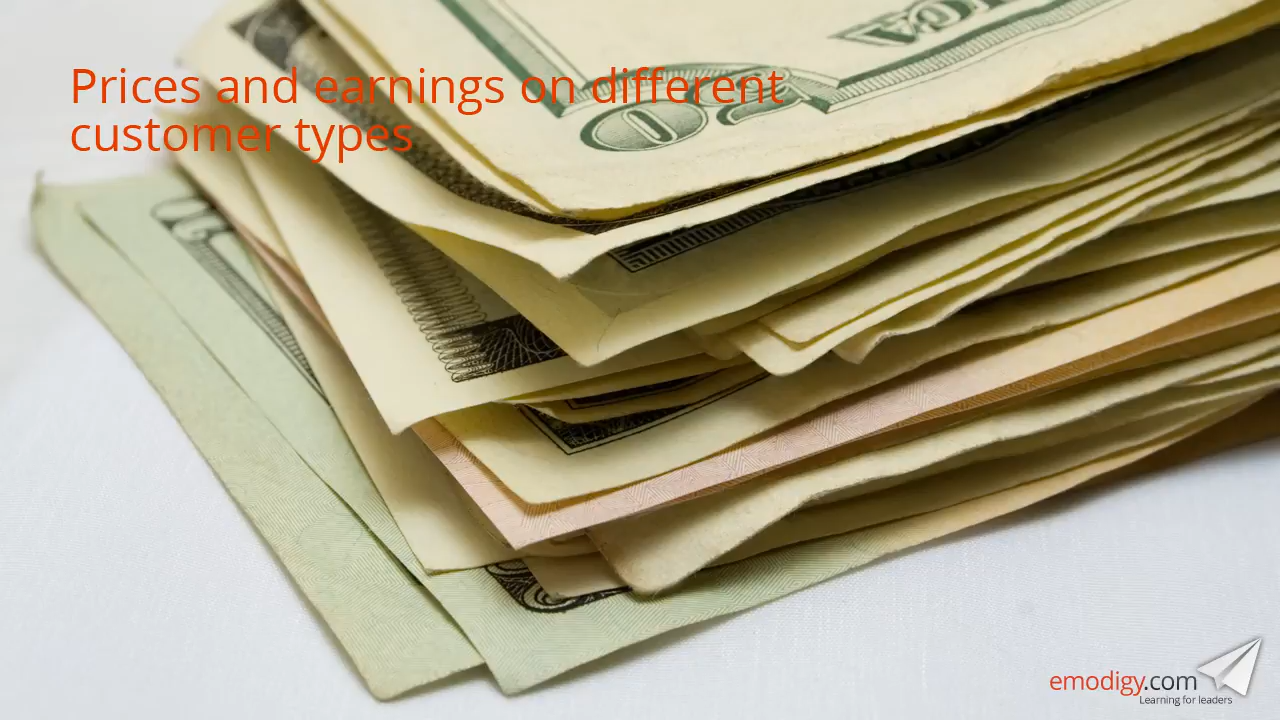 Prices and earnings on different
customer types
emodigy.com
Learning for leaders